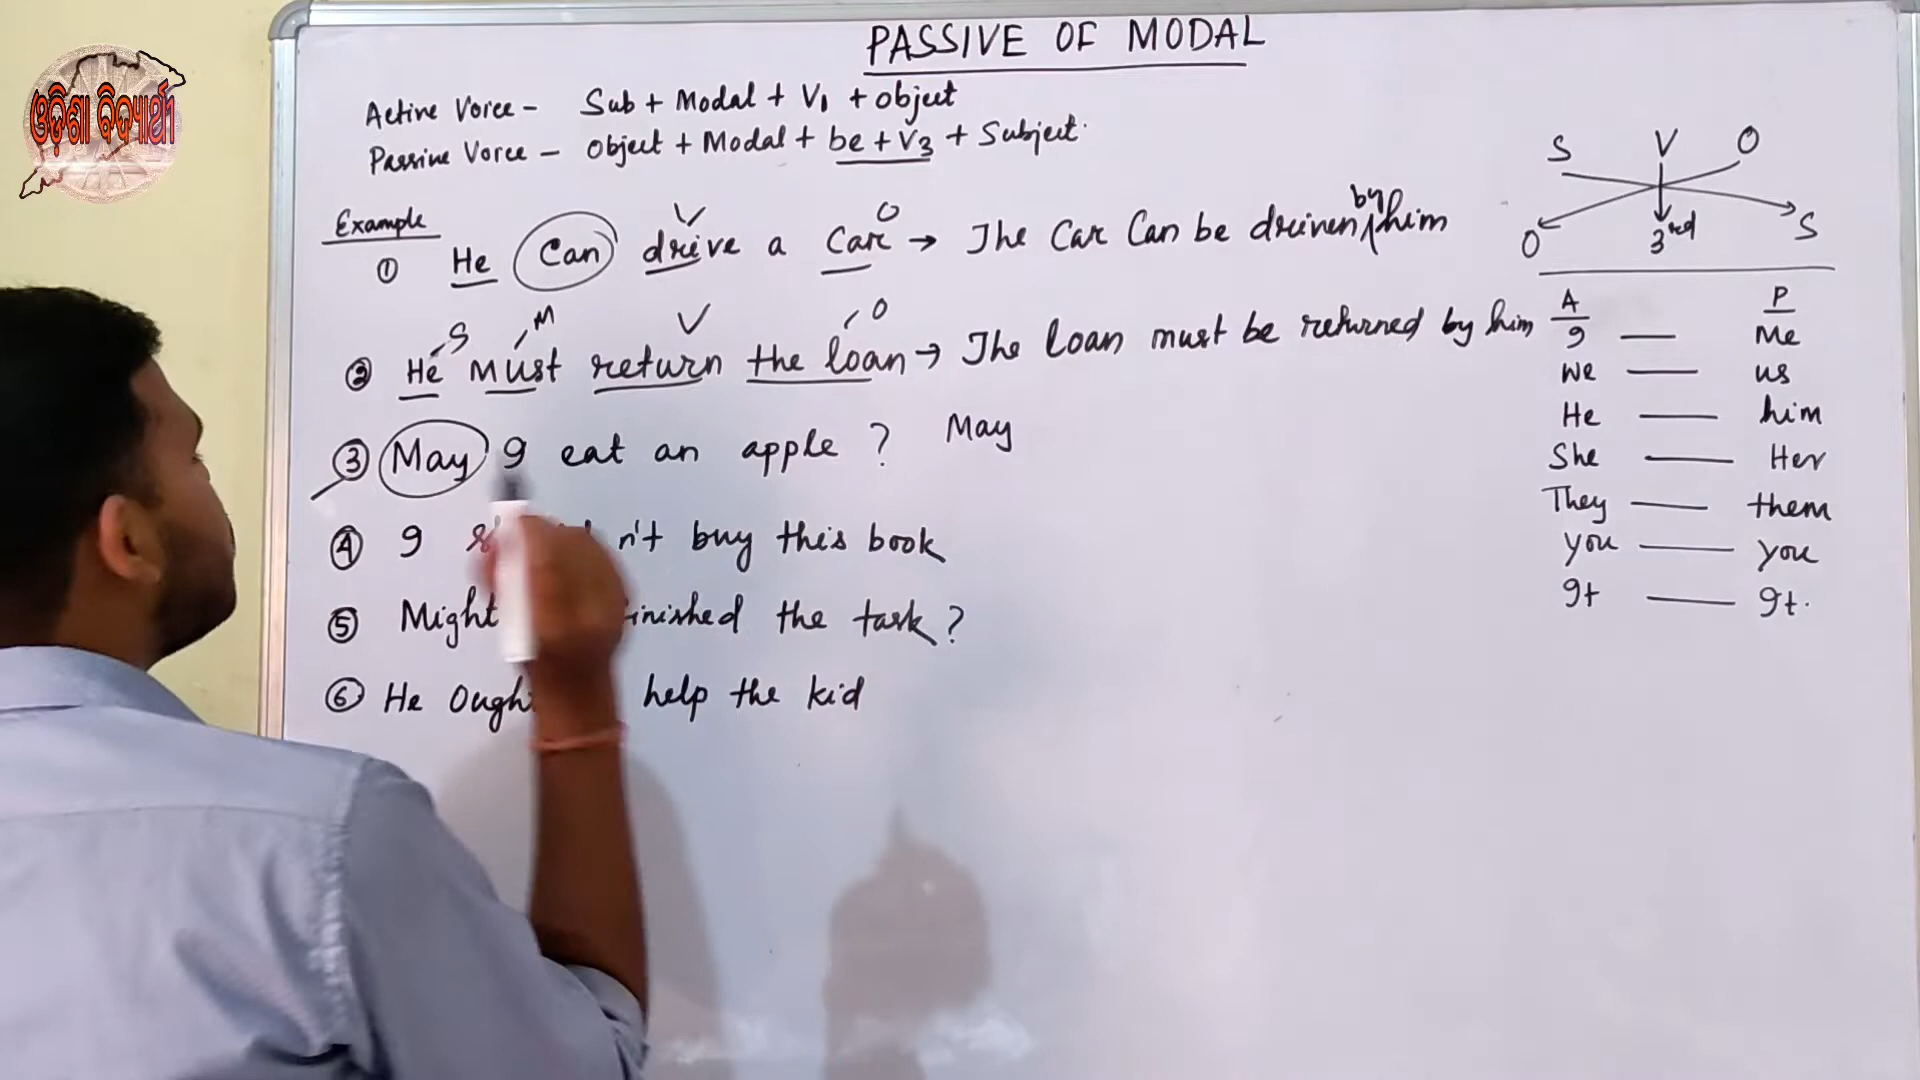 ଓଡ଼ିଶା ବିଦ୍ୟାର୍ଥୀ
PASSIVE OF MODAL
Active Voice - Sub + Modal + V1 + object
Passive Voice - Object + Modal + be + V3 + Subject.
Example
V O
① He Can drive a Car → The Car Can be driven by him
S M V O
② He must return the loan → The loan must be returned by him
③ May I eat an apple ? May
④ I n't buy this book
⑤ Might finished the task ?
⑥ He Ought help the kid
S V O
O 3rd S
A P
I — Me
We — us
He — him
She — Her
They — them
you — you
It — It.